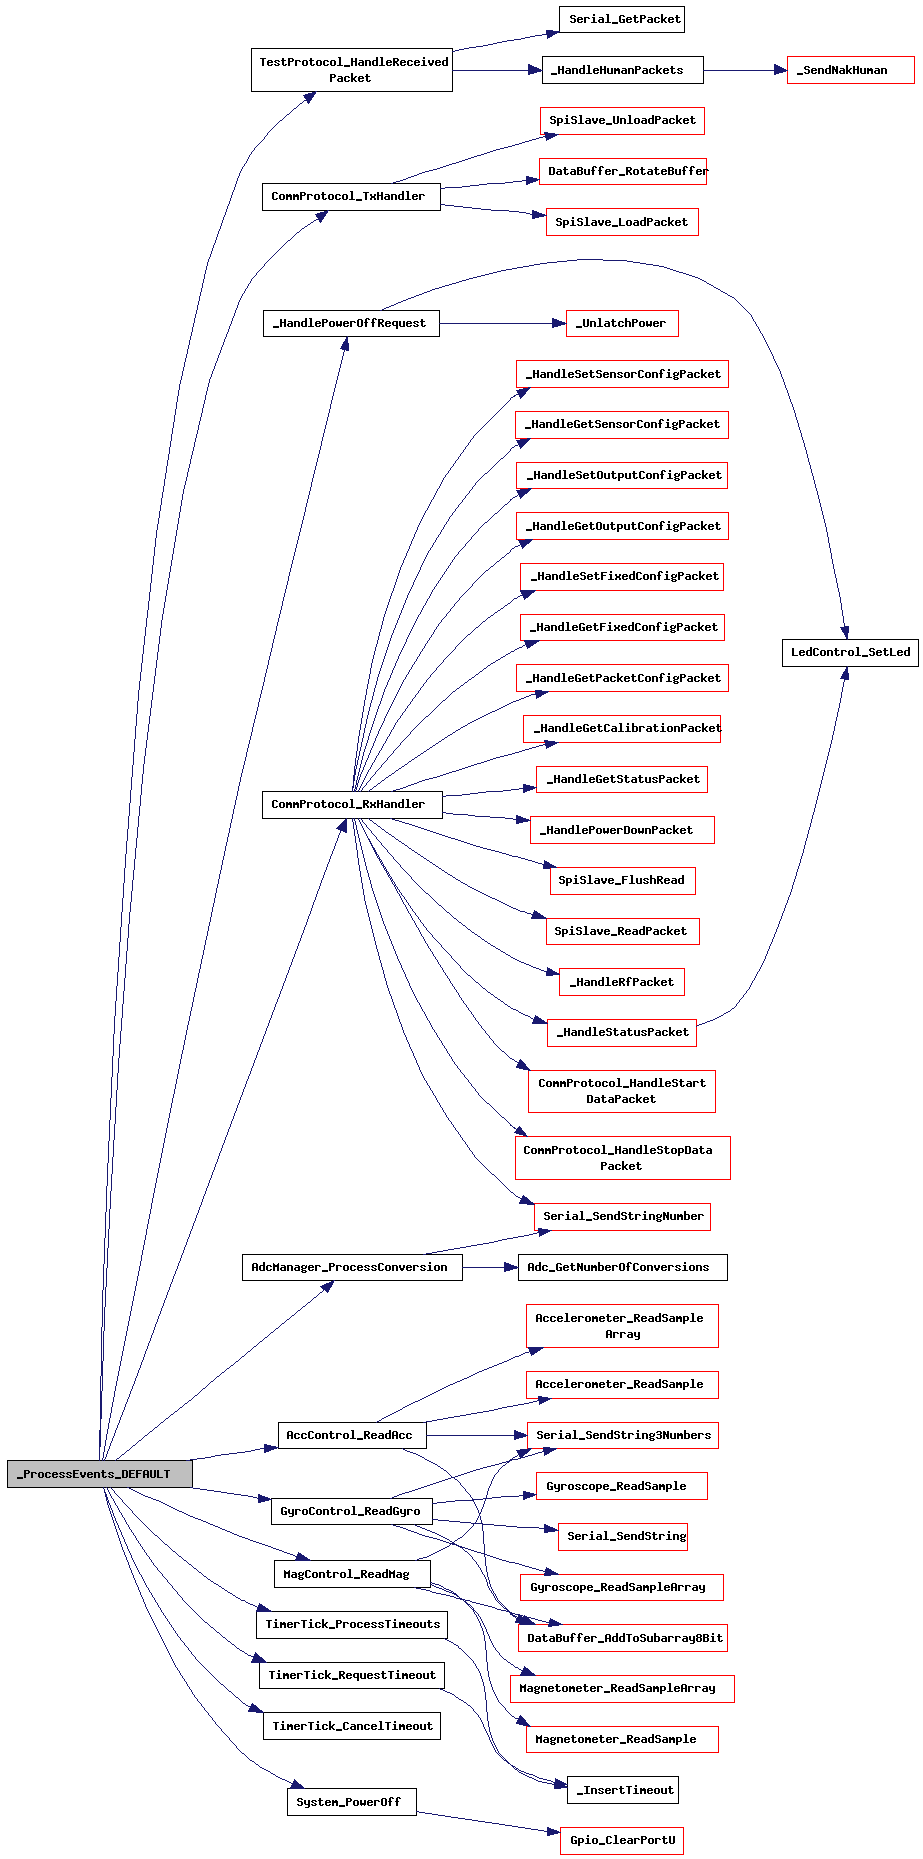 Serial_GetPacket
TestProtocol_HandleReceived
Packet
_HandleHumanPackets
_SendNakHuman
SpiSlave_UnloadPacket
DataBuffer_RotateBuffer
CommProtocol_TxHandler
SpiSlave_LoadPacket
_HandlePowerOffRequest
_UnlatchPower
_HandleSetSensorConfigPacket
_HandleGetSensorConfigPacket
_HandleSetOutputConfigPacket
_HandleGetOutputConfigPacket
_HandleSetFixedConfigPacket
_HandleGetFixedConfigPacket
LedControl_SetLed
_HandleGetPacketConfigPacket
_HandleGetCalibrationPacket
_HandleGetStatusPacket
CommProtocol_RxHandler
_HandlePowerDownPacket
SpiSlave_FlushRead
SpiSlave_ReadPacket
_HandleRfPacket
_HandleStatusPacket
CommProtocol_HandleStart
DataPacket
CommProtocol_HandleStopData
Packet
Serial_SendStringNumber
AdcManager_ProcessConversion
Adc_GetNumberOfConversions
Accelerometer_ReadSample
Array
Accelerometer_ReadSample
AccControl_ReadAcc
Serial_SendString3Numbers
_ProcessEvents_DEFAULT
Gyroscope_ReadSample
GyroControl_ReadGyro
Serial_SendString
MagControl_ReadMag
Gyroscope_ReadSampleArray
TimerTick_ProcessTimeouts
DataBuffer_AddToSubarray8Bit
TimerTick_RequestTimeout
Magnetometer_ReadSampleArray
TimerTick_CancelTimeout
Magnetometer_ReadSample
_InsertTimeout
System_PowerOff
Gpio_ClearPortU